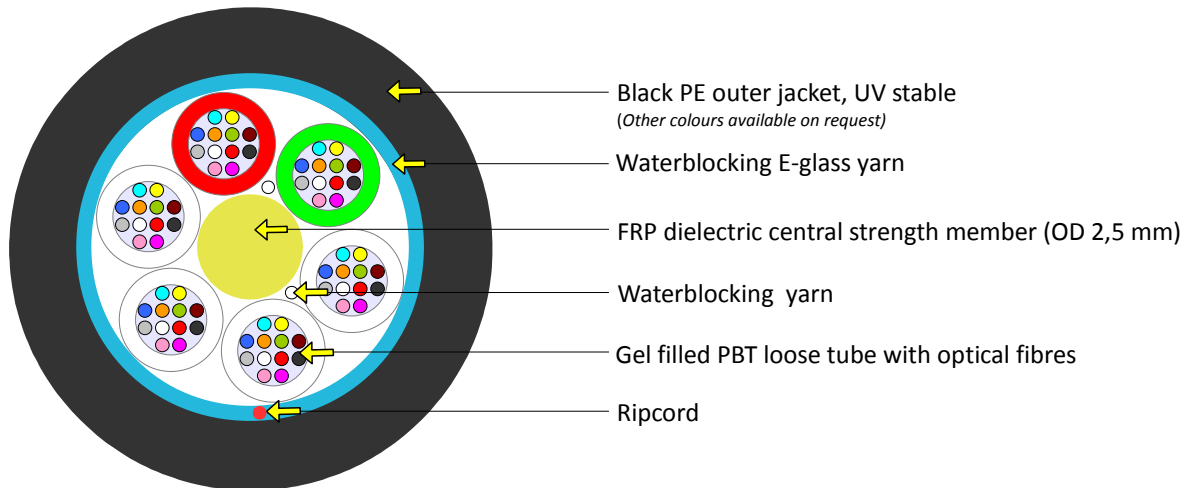 Black PE outer jacket, UV stable
(Other colours available on request)
Waterblocking E-glass yarn
FRP dielectric central strength member (OD 2,5 mm)
Waterblocking  yarn
Gel filled PBT loose tube with optical fibres
Ripcord